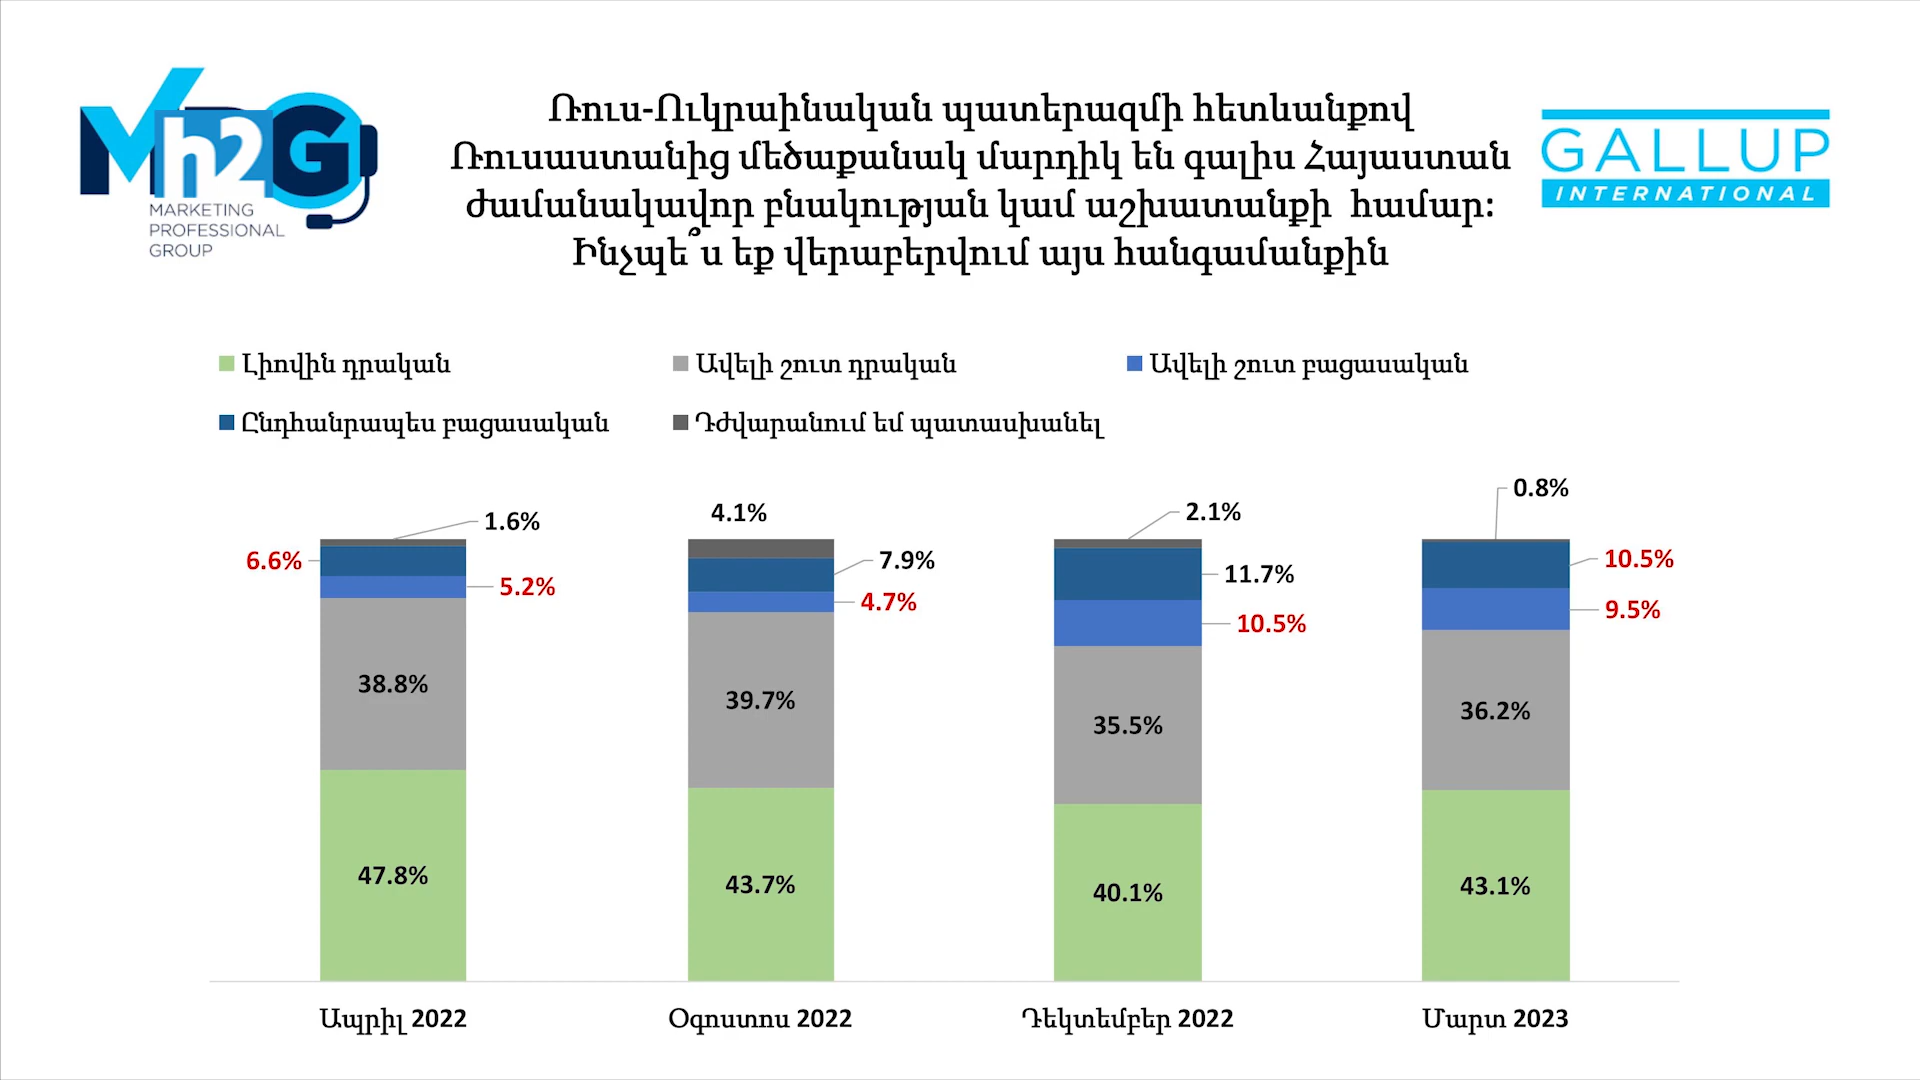 Mh2G
MARKETING
PROFESSIONAL
GROUP
Ռուս-Ուկրաինական պատերազմի հետևանքով
Ռուսաստանից մեծաքանակ մարդիկ են գալիս Հայաստան
ժամանակավոր բնակության կամ աշխատանքի համար:
Ինչպե՞ս եք վերաբերվում այս հանգամանքին
GALLUP
INTERNATIONAL
Լիովին դրական
Ավելի շուտ դրական
Ավելի շուտ բացասական
Ընդհանրապես բացասական
Դժվարանում եմ պատասխանել
1.6%
6.6%
5.2%
38.8%
47.8%
4.1%
7.9%
4.7%
39.7%
43.7%
2.1%
11.7%
10.5%
35.5%
40.1%
0.8%
10.5%
9.5%
36.2%
43.1%
Ապրիլ 2022
Օգոստոս 2022
Դեկտեմբեր 2022
Մարտ 2023